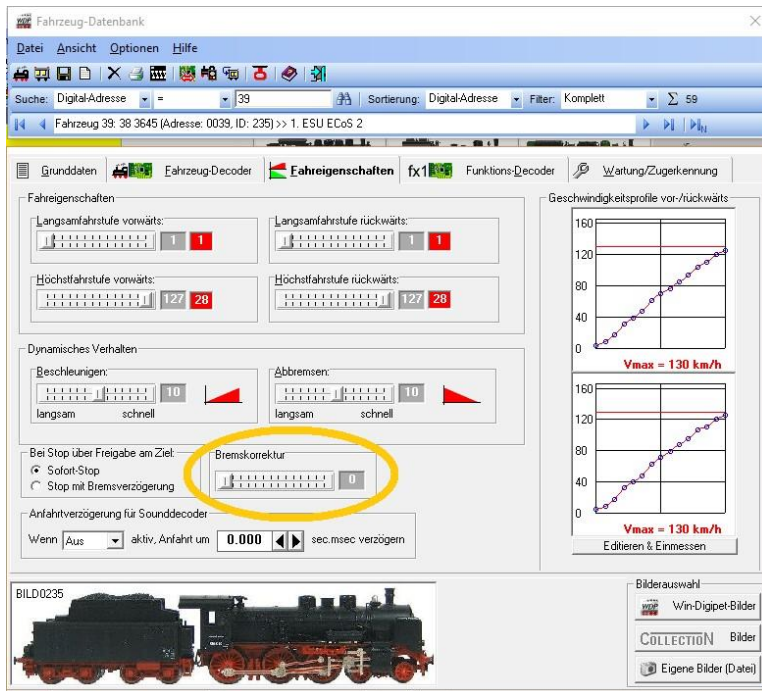 Fahrzeug-Datenbank
Datei Ansicht Optionen Hilfe
Suche: Digital-Adresse = 39 Sortierung: Digital-Adresse Filter: Komplett Σ 59
Fahrzeug 39: 38 3645 (Adresse: 0039, ID: 235) >> 1. ESU ECoS 2
Grunddaten Fahrzeug-Decoder Fahreigenschaften fx1 Funktions-Decoder Wartung/Zugerkennung
Fahreigenschaften
Langsamfahrstufe vorwärts:
1 1
Langsamfahrstufe rückwärts:
1 1
Höchstfahrstufe vorwärts:
127 28
Höchstfahrstufe rückwärts:
127 28
Dynamisches Verhalten
Beschleunigen:
10
langsam schnell
Abbremsen:
10
langsam schnell
Bei Stop über Freigabe am Ziel:
Sofort-Stop
Stop mit Bremsverzögerung
Bremskorrektur
0
Anfahrtverzögerung für Sounddecoder
Wenn Aus aktiv, Anfahrt um 0.000 sec.msec verzögern
Geschwindigkeitsprofile vor-/rückwärts
160
120
80
40
0
Vmax = 130 km/h
160
120
80
40
0
Vmax = 130 km/h
Editieren & Einmessen
BILD0235
Bilderauswahl
WDP Win-Digipet-Bilder
COLLECTION Bilder
Eigene Bilder (Datei)